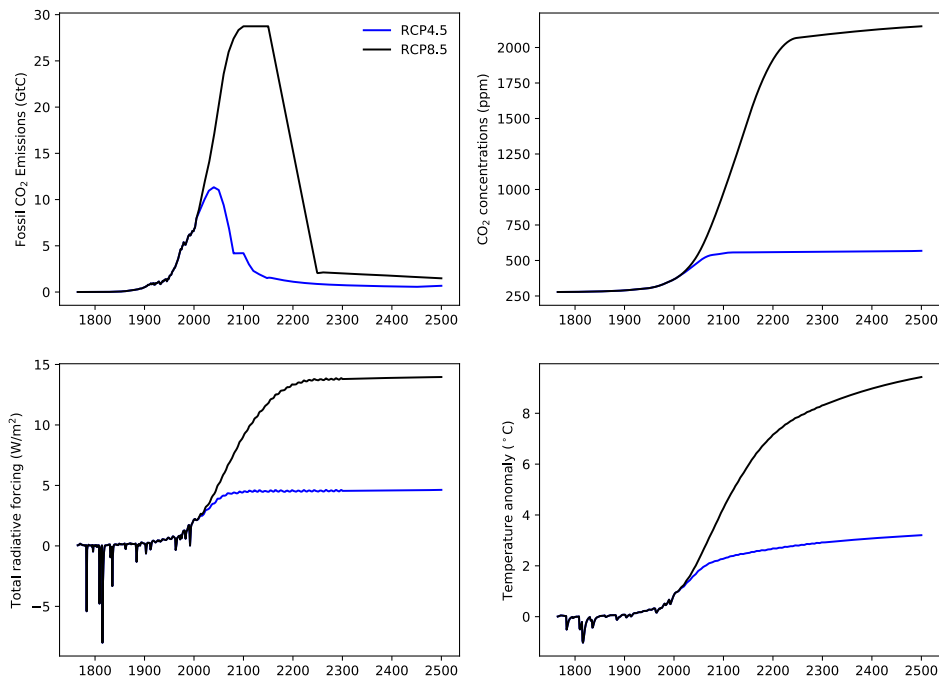 30
25
20
15
10
5
0
Fossil CO₂ Emissions (GtC)
RCP4.5
RCP8.5
1800 1900 2000 2100 2200 2300 2400 2500
2000
1750
1500
1250
1000
750
500
250
CO₂ concentrations (ppm)
1800 1900 2000 2100 2200 2300 2400 2500
15
10
5
0
−5
Total radiative forcing (W/m²)
1800 1900 2000 2100 2200 2300 2400 2500
8
6
4
2
0
Temperature anomaly (°C)
1800 1900 2000 2100 2200 2300 2400 2500